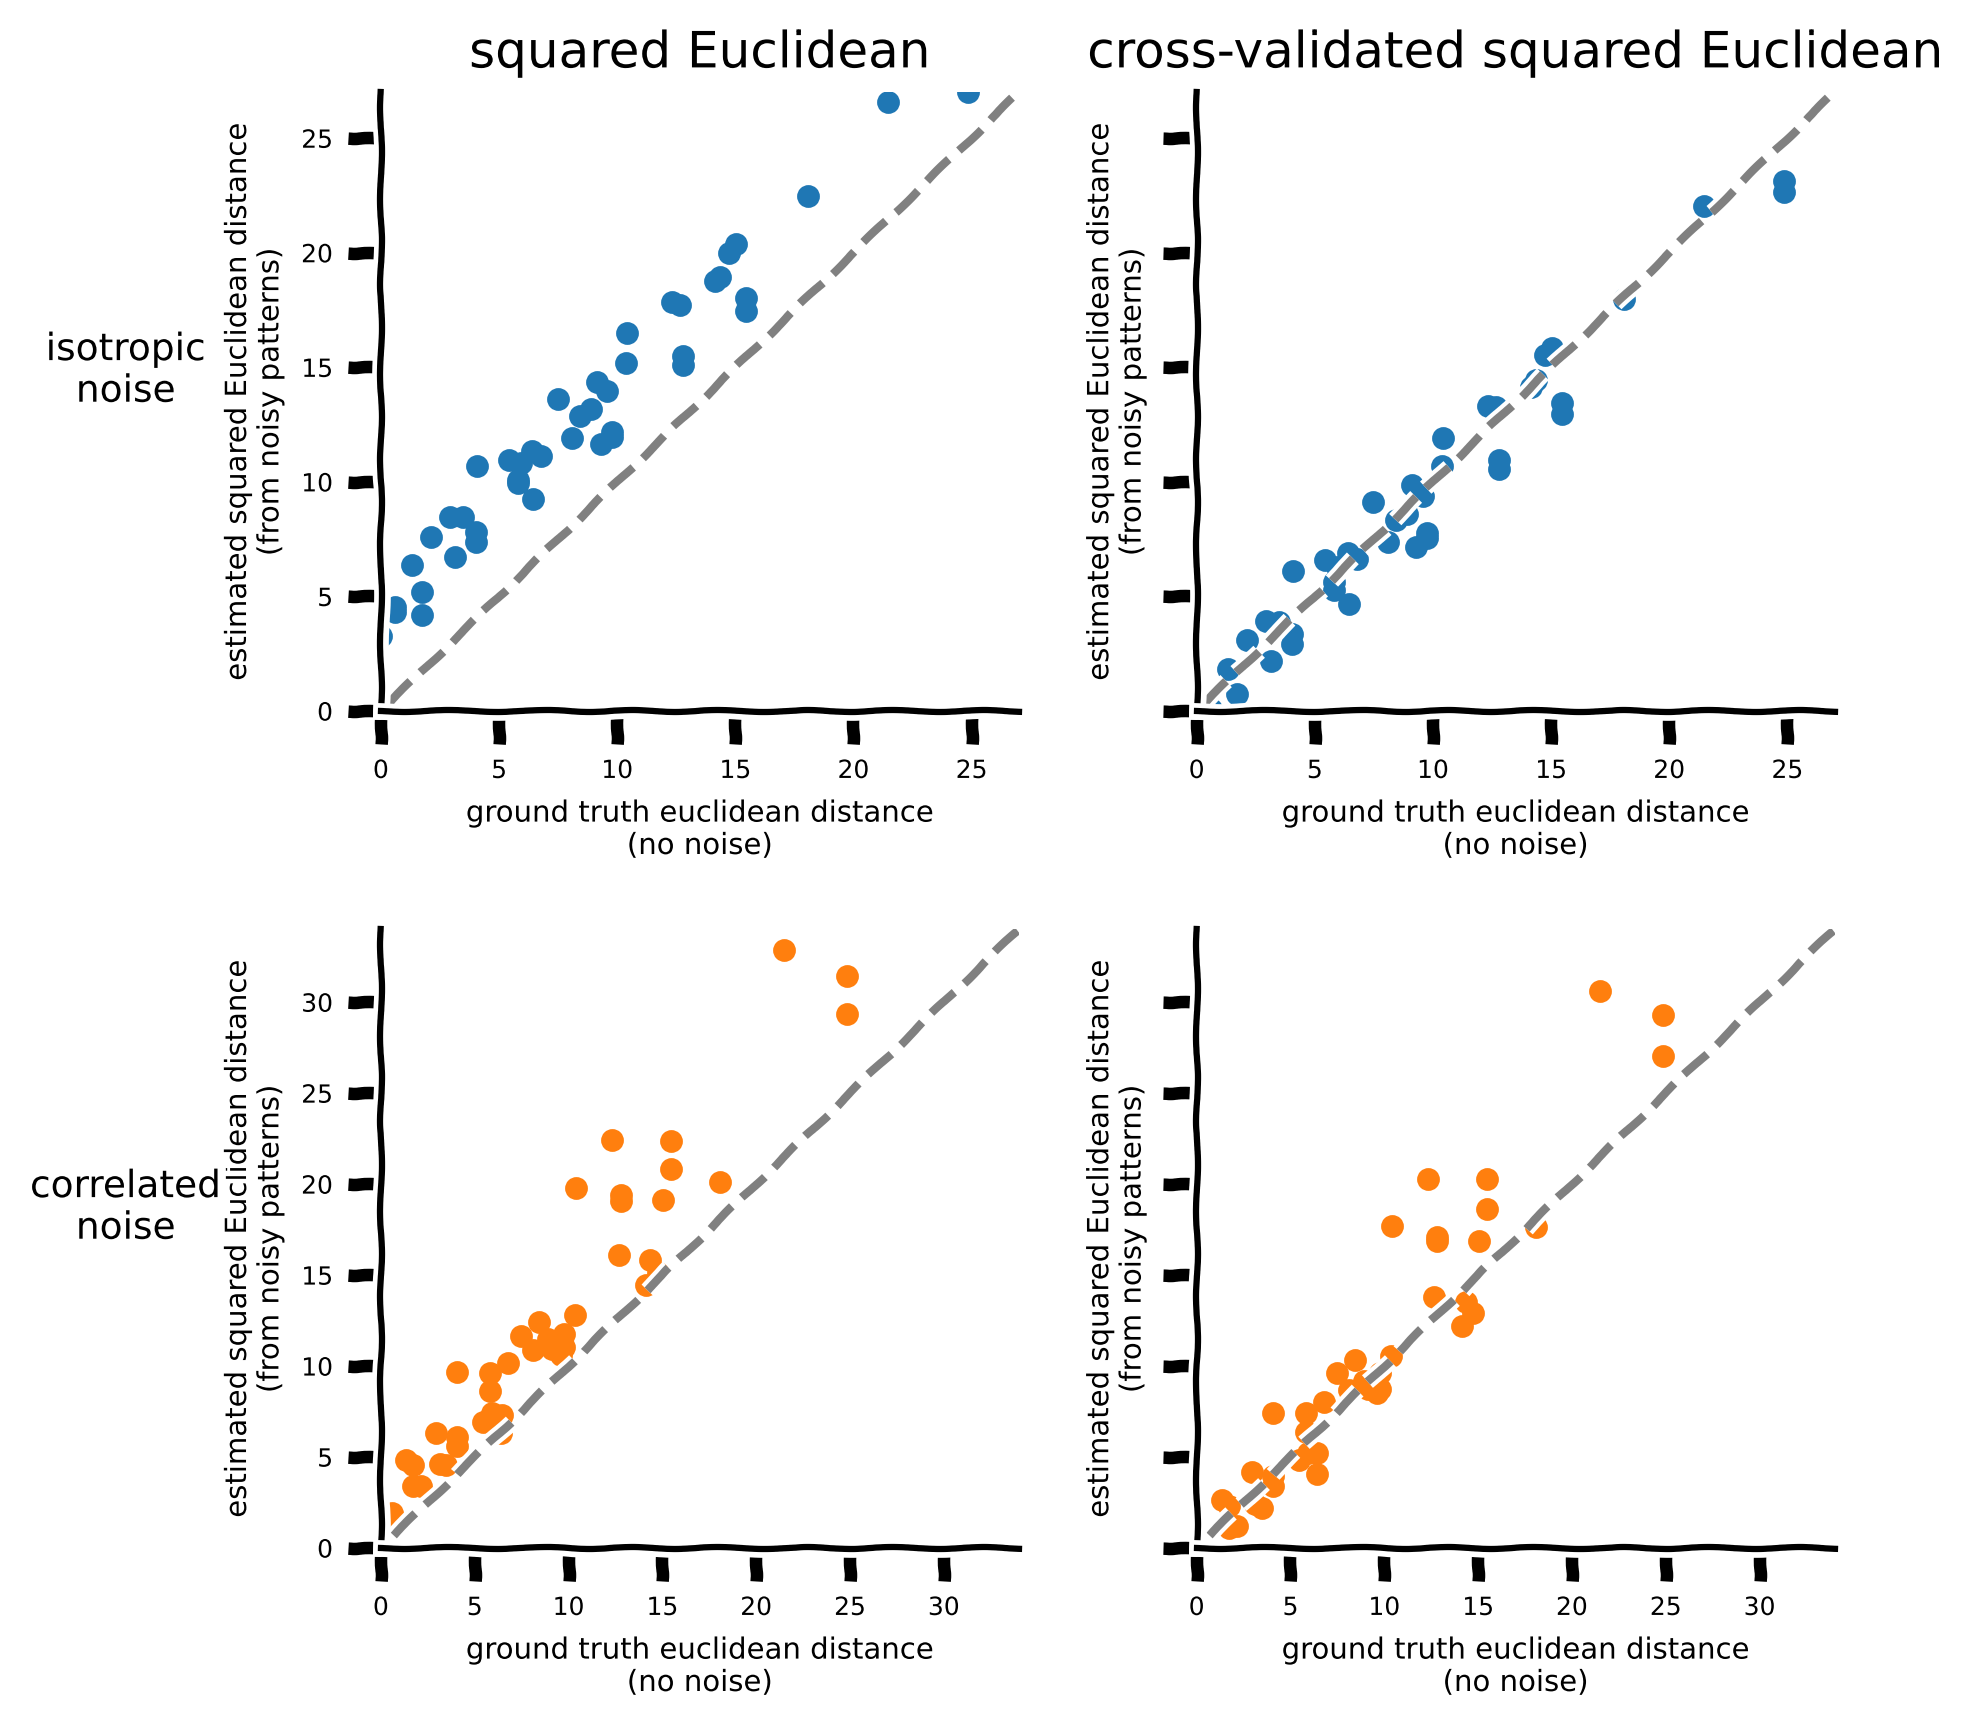 squared Euclidean
cross-validated squared Euclidean
isotropic
noise
estimated squared Euclidean distance
(from noisy patterns)
25
20
15
10
5
0
0 5 10 15 20 25
ground truth euclidean distance
(no noise)
estimated squared Euclidean distance
(from noisy patterns)
0 5 10 15 20 25
ground truth euclidean distance
(no noise)
correlated
noise
estimated squared Euclidean distance
(from noisy patterns)
30
25
20
15
10
5
0
0 5 10 15 20 25 30
ground truth euclidean distance
(no noise)
estimated squared Euclidean distance
(from noisy patterns)
0 5 10 15 20 25 30
ground truth euclidean distance
(no noise)